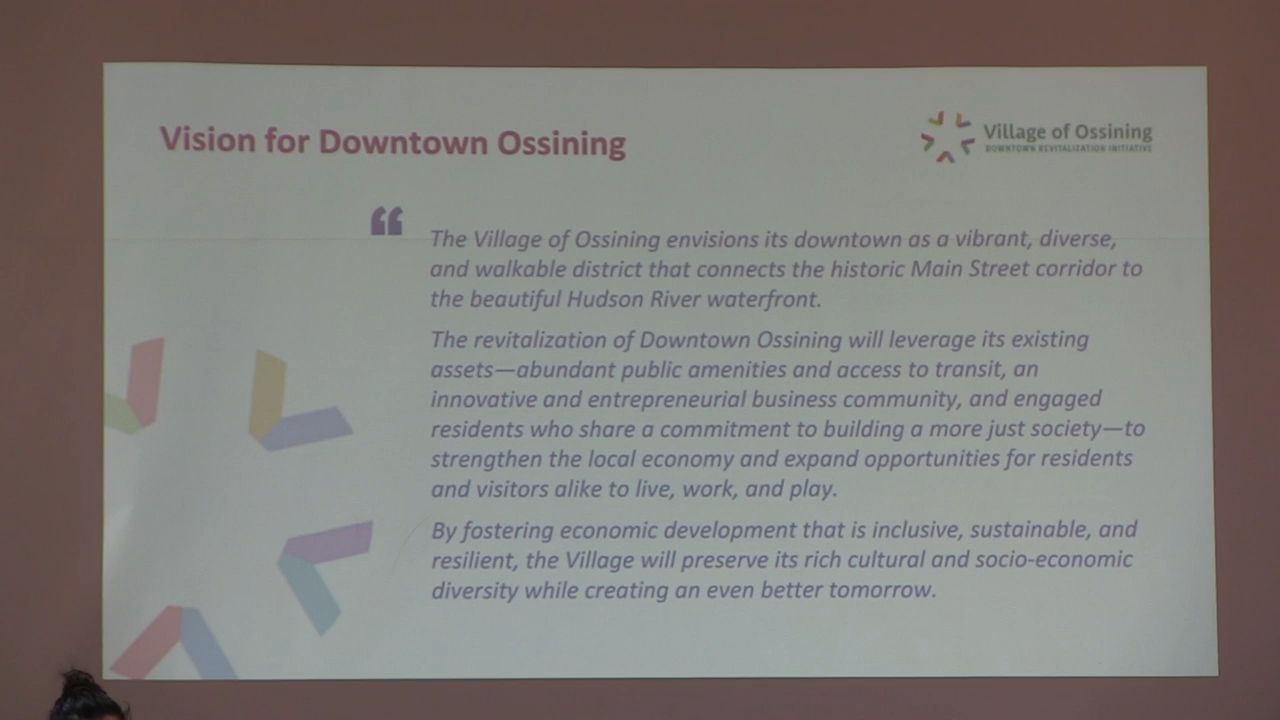 Vision for Downtown Ossining
Village of Ossining
DOWNTOWN REVITALIZATION INITIATIVE
“
The Village of Ossining envisions its downtown as a vibrant, diverse,
and walkable district that connects the historic Main Street corridor to
the beautiful Hudson River waterfront.
The revitalization of Downtown Ossining will leverage its existing
assets—abundant public amenities and access to transit, an
innovative and entrepreneurial business community, and engaged
residents who share a commitment to building a more just society—to
strengthen the local economy and expand opportunities for residents
and visitors alike to live, work, and play.
By fostering economic development that is inclusive, sustainable, and
resilient, the Village will preserve its rich cultural and socio-economic
diversity while creating an even better tomorrow.